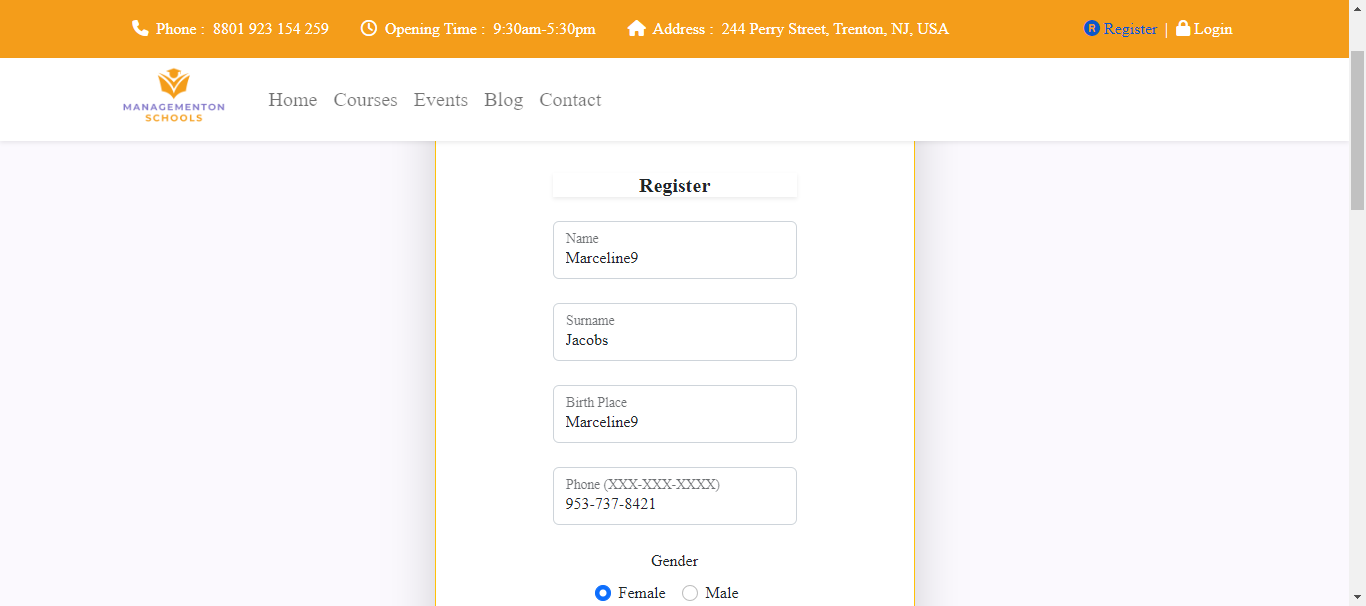 Phone : 8801 923 154 259 Opening Time : 9:30am-5:30pm Address : 244 Perry Street, Trenton, NJ, USA R Register | Login
MANAGEMENTON
SCHOOLS
Home Courses Events Blog Contact
Register
Name
Marceline9
Surname
Jacobs
Birth Place
Marceline9
Phone (XXX-XXX-XXXX)
953-737-8421
Gender
Female Male